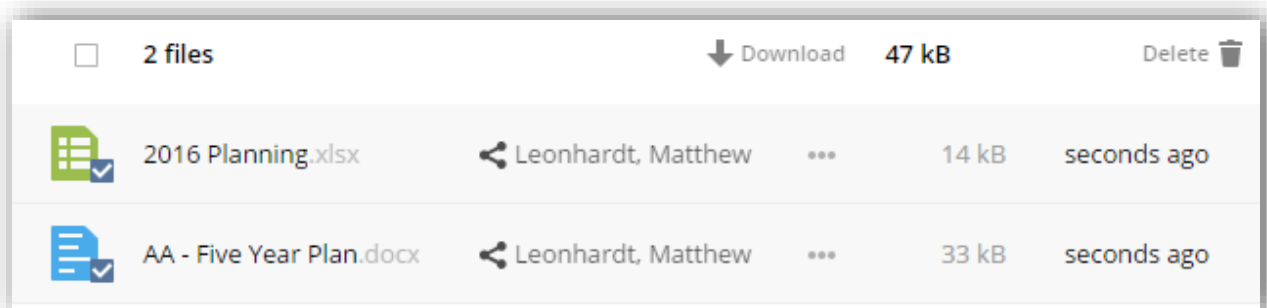 2 files Download 47 kB Delete
2016 Planning.xlsx Leonhardt, Matthew ••• 14 kB seconds ago
AA - Five Year Plan.docx Leonhardt, Matthew ••• 33 kB seconds ago